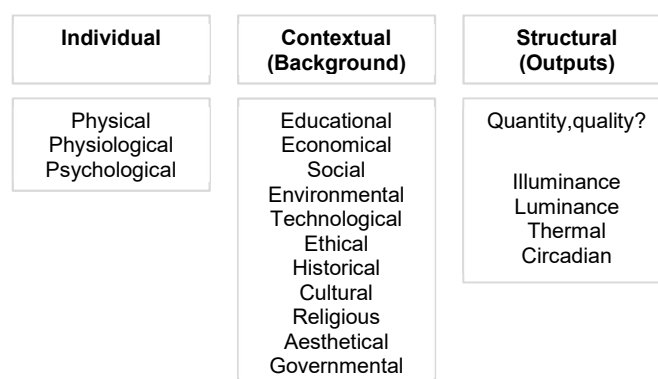 Individual
Physical
Physiological
Psychological
Contextual
(Background)
Educational
Economical
Social
Environmental
Technological
Ethical
Historical
Cultural
Religious
Aesthetical
Governmental
Structural
(Outputs)
Quantity,quality?
Illuminance
Luminance
Thermal
Circadian